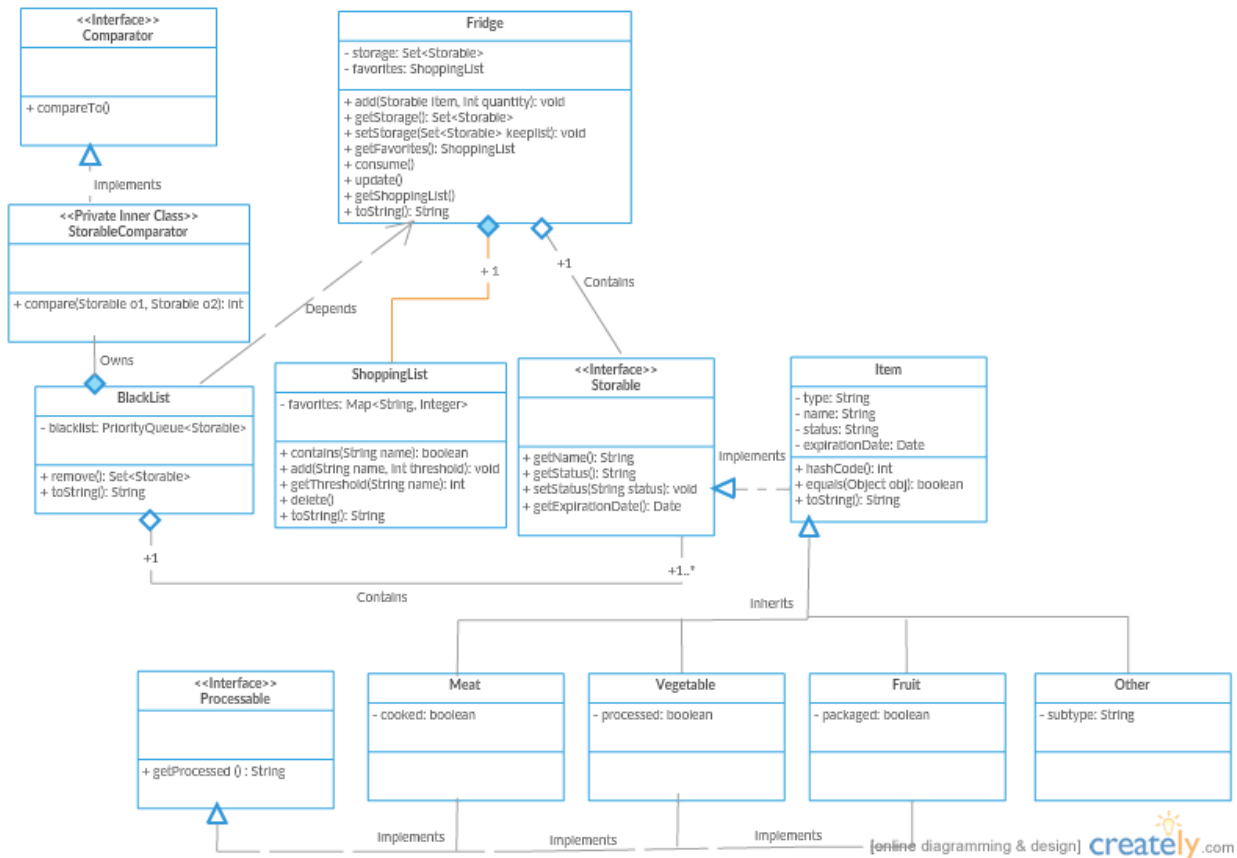 <<Interface>>
Comparator
+ compareTo()
Implements
<<Private Inner Class>>
StorableComparator
+ compare(Storable o1, Storable o2): int
Owns
BlackList
- blacklist: PriorityQueue<Storable>
+ remove(): Set<Storable>
+ toString(): String
+1
Contains
Depends
Fridge
- storage: Set<Storable>
- favorites: ShoppingList
+ add(Storable item, int quantity): void
+ getStorage(): Set<Storable>
+ setStorage(Set<Storable> keeplist): void
+ getFavorites(): ShoppingList
+ consume()
+ update()
+ getShoppingList()
+ toString(): String
+ 1
+1
Contains
ShoppingList
- favorites: Map<String, Integer>
+ contains(String name): boolean
+ add(String name, int threshold): void
+ getThreshold(String name): int
+ delete()
+ toString(): String
<<Interface>>
Storable
+ getName(): String
+ getStatus(): String
+ setStatus(String status): void
+ getExpirationDate(): Date
+1..*
Implements
Item
- type: String
- name: String
- status: String
- expirationDate: Date
+ hashCode(): int
+ equals(Object obj): boolean
+ toString(): String
Inherits
<<Interface>>
Processable
+ getProcessed () : String
Meat
- cooked: boolean
Vegetable
- processed: boolean
Fruit
- packaged: boolean
Other
- subtype: String
Implements
Implements
Implements
[online diagramming & design] creately.com